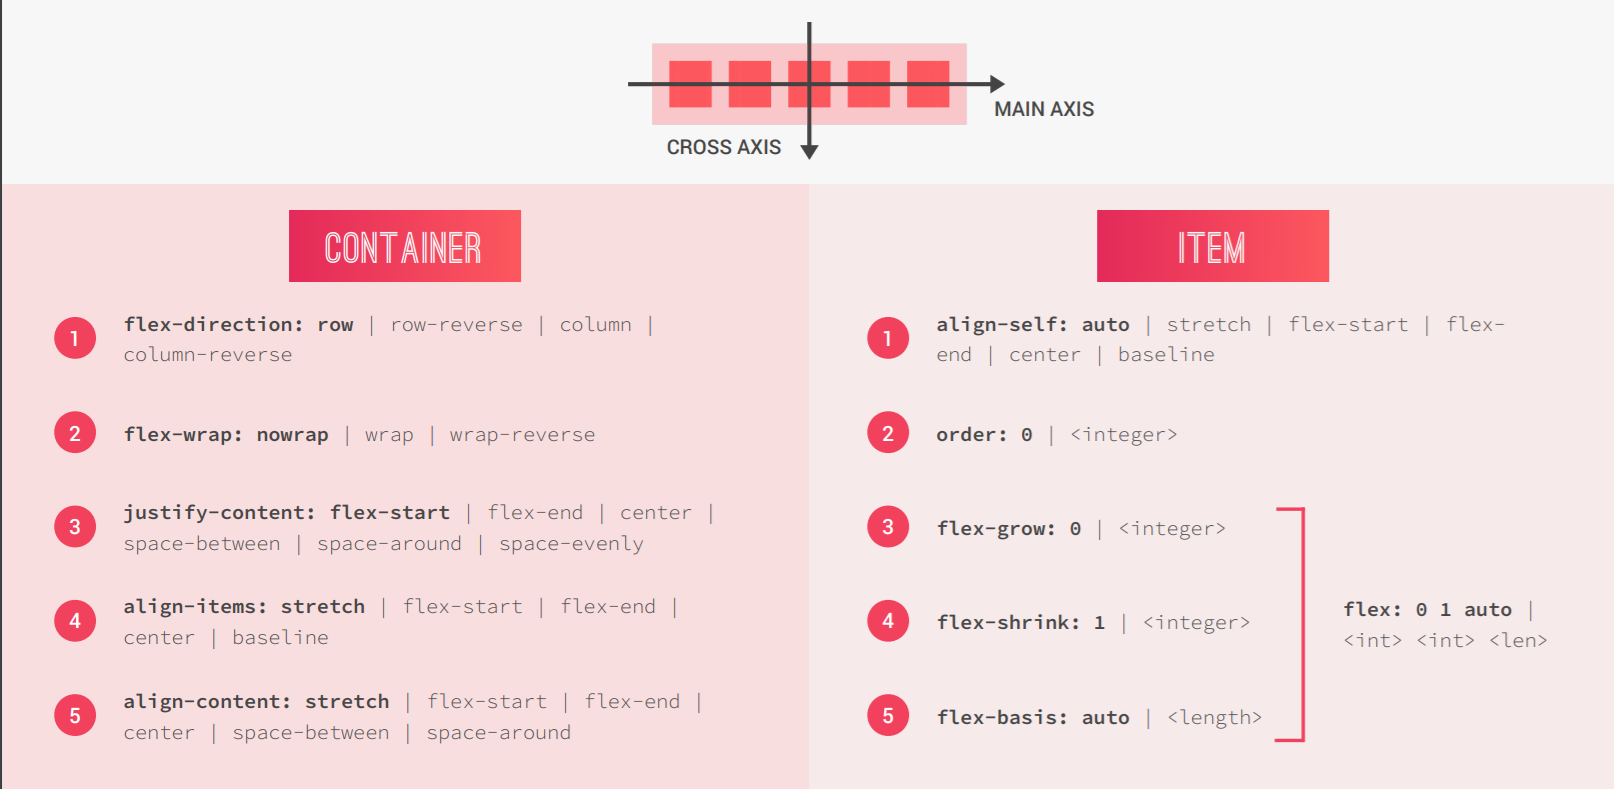 MAIN AXIS
CROSS AXIS
CONTAINER
1
flex-direction: row | row-reverse | column |
column-reverse
2
flex-wrap: nowrap | wrap | wrap-reverse
3
justify-content: flex-start | flex-end | center |
space-between | space-around | space-evenly
4
align-items: stretch | flex-start | flex-end |
center | baseline
5
align-content: stretch | flex-start | flex-end |
center | space-between | space-around
ITEM
1
align-self: auto | stretch | flex-start | flex-
end | center | baseline
2
order: 0 | <integer>
3
flex-grow: 0 | <integer>
4
flex-shrink: 1 | <integer>
5
flex-basis: auto | <length>
flex: 0 1 auto |
<int> <int> <len>